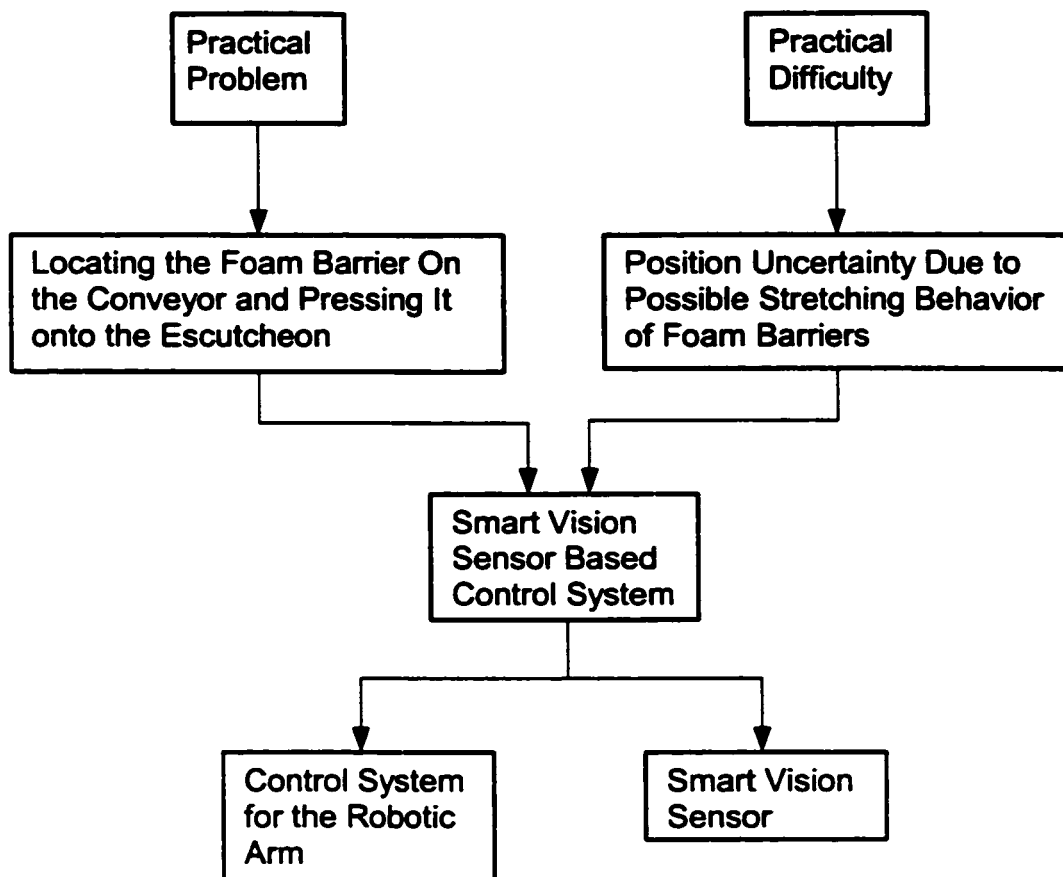 Practical
Problem
Practical
Difficulty
Locating the Foam Barrier On
the Conveyor and Pressing It
onto the Escutcheon
Position Uncertainty Due to
Possible Stretching Behavior
of Foam Barriers
Smart Vision
Sensor Based
Control System
Control System
for the Robotic
Arm
Smart Vision
Sensor